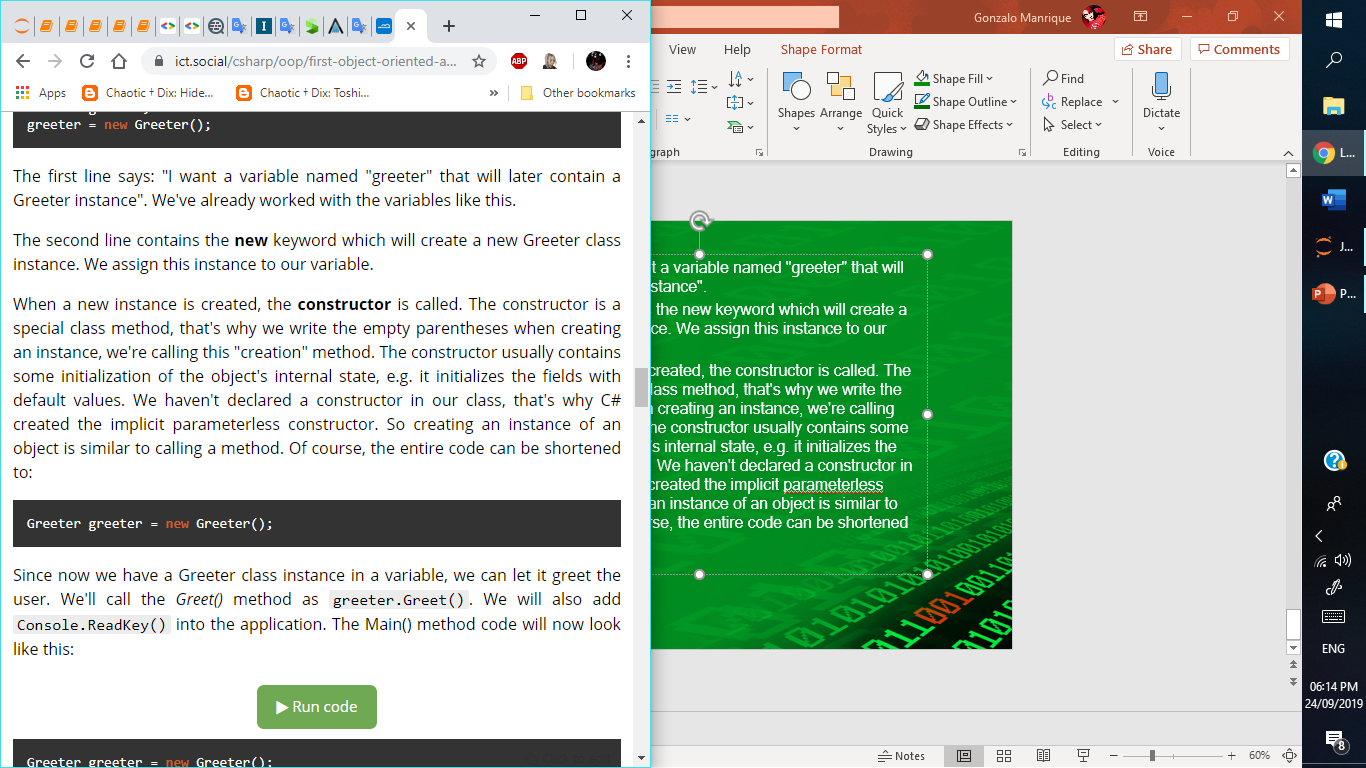 ict.social/csharp/oop/first-object-oriented-a...
ABP
Apps
Chaotic † Dix: Hide...
Chaotic † Dix: Toshi...
»
Other bookmarks
greeter = new Greeter();
The first line says: "I want a variable named "greeter" that will later contain a
Greeter instance". We've already worked with the variables like this.
The second line contains the new keyword which will create a new Greeter class
instance. We assign this instance to our variable.
When a new instance is created, the constructor is called. The constructor is a
special class method, that's why we write the empty parentheses when creating
an instance, we're calling this "creation" method. The constructor usually contains
some initialization of the object's internal state, e.g. it initializes the fields with
default values. We haven't declared a constructor in our class, that's why C#
created the implicit parameterless constructor. So creating an instance of an
object is similar to calling a method. Of course, the entire code can be shortened
to:
Greeter greeter = new Greeter();
Since now we have a Greeter class instance in a variable, we can let it greet the
user. We'll call the Greet() method as greeter.Greet(). We will also add
Console.ReadKey() into the application. The Main() method code will now look
like this:
Run code
Greeter greeter = new Greeter();
Gonzalo Manrique
View Help Shape Format
Share Comments
Shapes Arrange Quick
Styles
Shape Fill
Shape Outline
Shape Effects
Find
Replace
Select
Dictate
graph Drawing Editing Voice
t a variable named "greeter" that will
stance".
the new keyword which will create a
ce. We assign this instance to our
created, the constructor is called. The
lass method, that's why we write the
creating an instance, we're calling
he constructor usually contains some
s internal state, e.g. it initializes the
We haven't declared a constructor in
created the implicit parameterless
an instance of an object is similar to
rse, the entire code can be shortened
Notes
60%
L...
J...
P...
ENG
06:14 PM
24/09/2019
8